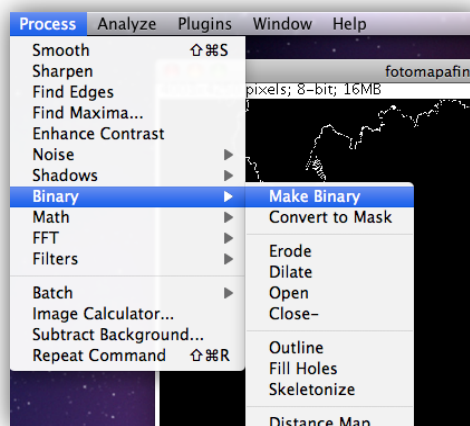 Process Analyze Plugins Window Help
Smooth ⇧⌘S
Sharpen
Find Edges
Find Maxima...
Enhance Contrast
Noise
Shadows
Binary
Math
FFT
Filters
Batch
Image Calculator...
Subtract Background...
Repeat Command ⇧⌘R
fotomapafin
pixels; 8-bit; 16MB
Make Binary
Convert to Mask
Erode
Dilate
Open
Close-
Outline
Fill Holes
Skeletonize
Distance Map